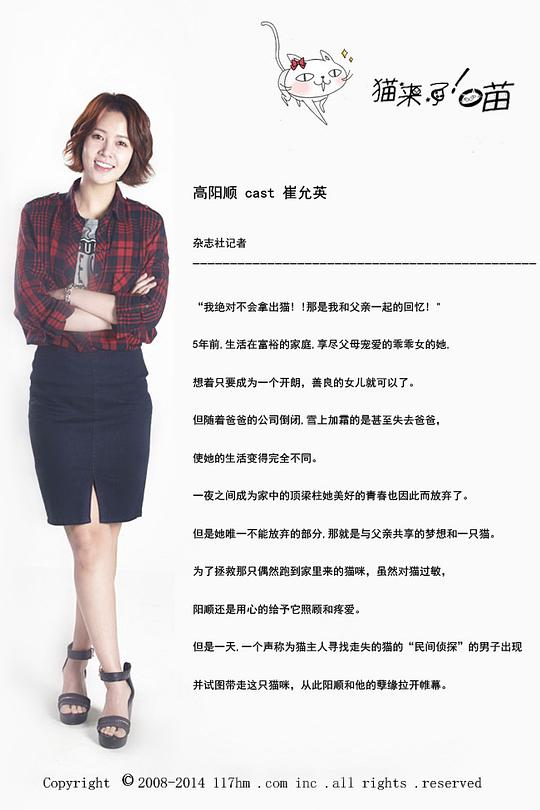 猫来了!喵
高阳顺 cast 崔允英
杂志社记者
“我绝对不会拿出猫！!那是我和父亲一起的回忆！"
5年前,生活在富裕的家庭,享尽父母宠爱的乖乖女的她,
想着只要成为一个开朗，善良的女儿就可以了。
但随着爸爸的公司倒闭,雪上加霜的是甚至失去爸爸，
使她的生活变得完全不同。
一夜之间成为家中的顶梁柱她美好的青春也因此而放弃了。
但是她唯一不能放弃的部分,那就是与父亲共享的梦想和一只猫。
为了拯救那只偶然跑到家里来的猫咪，虽然对猫过敏，
阳顺还是用心的给予它照顾和疼爱。
但是一天,一个声称为猫主人寻找走失的猫的“民间侦探”的男子出现
并试图带走这只猫咪，从此阳顺和他的孽缘拉开帷幕。
Copyright ©2008-2014 117hm .com inc .all rights .reserved